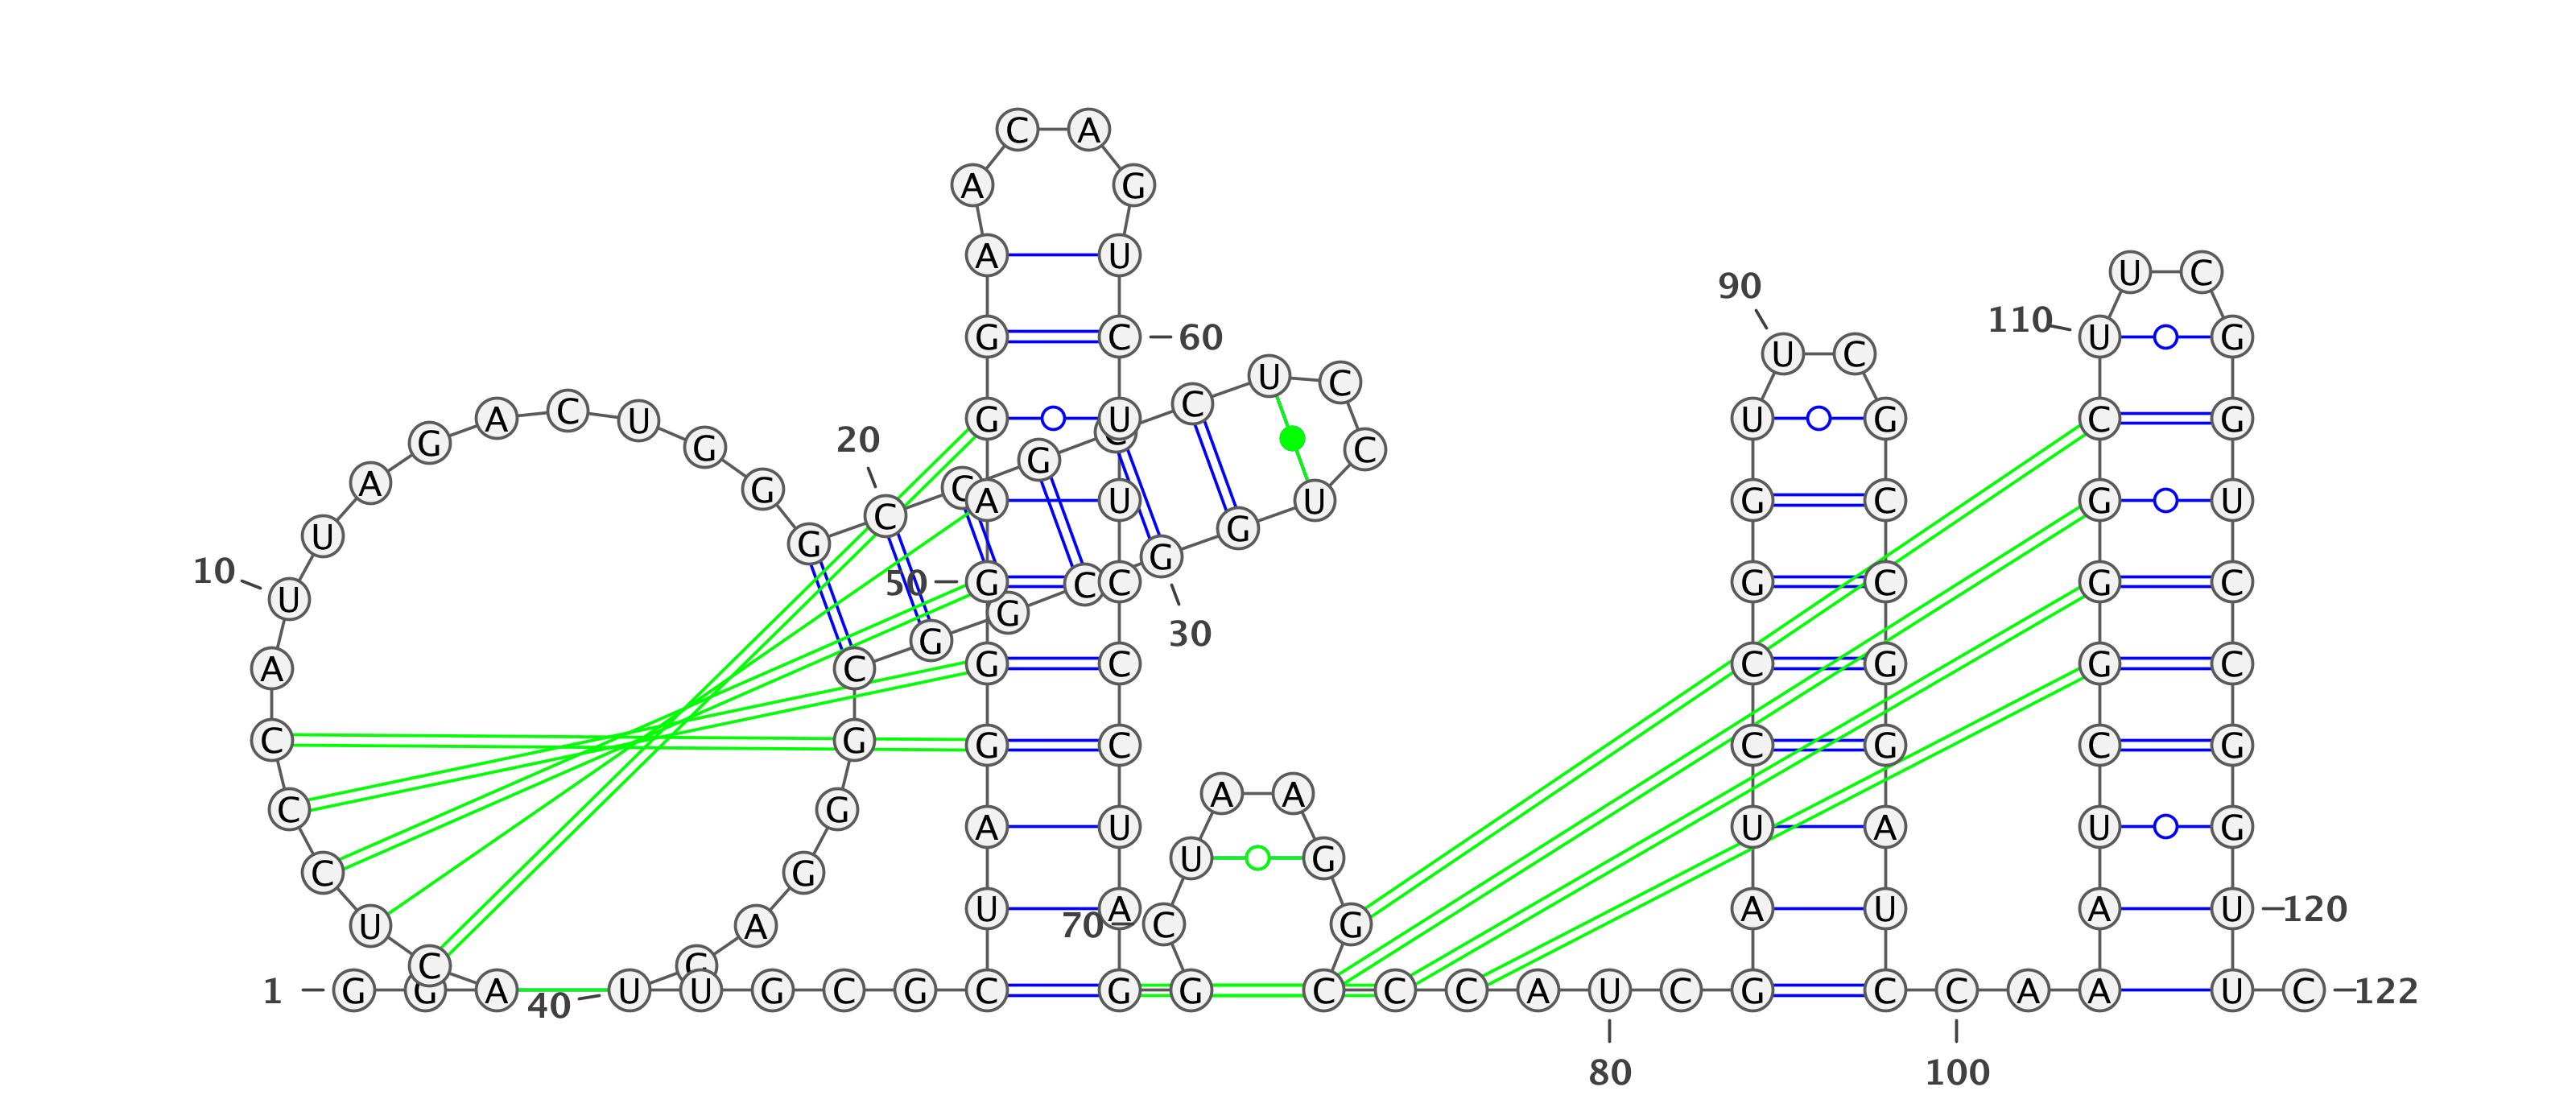 C A
A G
A U
U C
90
110
G C 60 U G
U C
U C
C
A C U G U U G C G
G G 20 C C
G
A G C A U U G C G U
U G C G
G
10 50 G C C G C G C
U G
30
G
A C G C C G G C
C G G C C G C G
A A
C G
A U U A U G
U G
C G
U A A U A U 120
U A 70 C G
C
1 G G A U U G C G C G G C C C A U C G C C A A U C 122
40
80 100